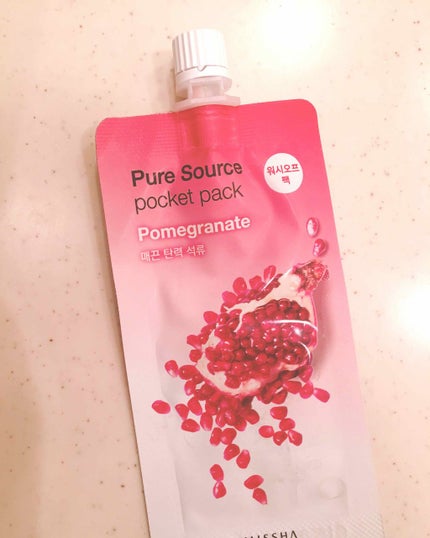 Pure Source
워시오프
팩
pocket pack
Pomegranate
매끈 탄력 석류